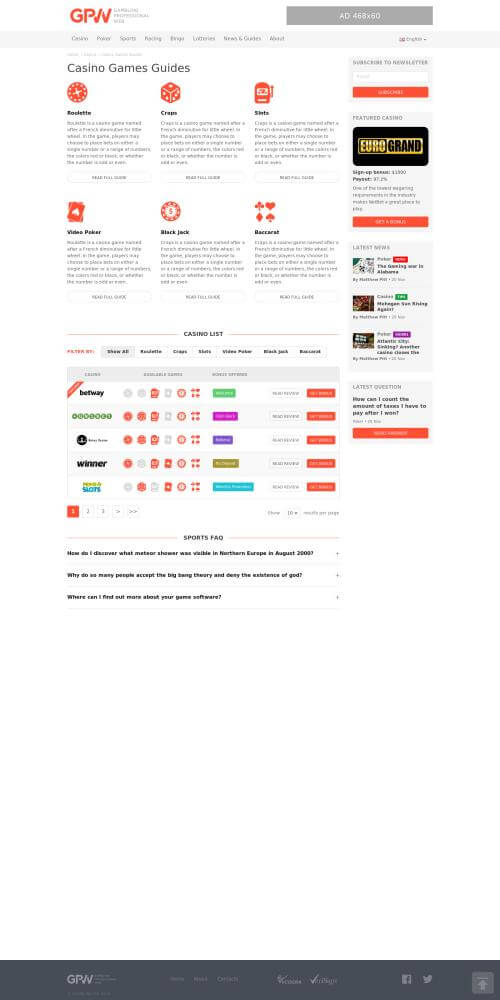 GPW GAMBLING
PROFESSIONAL
WEB
AD 468x60
Casino Poker Sports Racing Bingo Lotteries News & Guides About
English
Home / Casino / Casino Games Guides
Casino Games Guides
Roulette
Roulette is a casino game named
after a French diminutive for little
wheel. In the game, players may
choose to place bets on either a
single number or a range of numbers,
the colors red or black, or whether
the number is odd or even.
READ FULL GUIDE
Craps
Craps is a casino game named after a
French diminutive for little wheel. In
the game, players may choose to
place bets on either a single number
or a range of numbers, the colors red
or black, or whether the number is
odd or even.
READ FULL GUIDE
Slots
Craps is a casino game named after a
French diminutive for little wheel. In
the game, players may choose to
place bets on either a single number
or a range of numbers, the colors red
or black, or whether the number is
odd or even.
READ FULL GUIDE
Video Poker
Roulette is a casino game named
after a French diminutive for little
wheel. In the game, players may
choose to place bets on either a
single number or a range of numbers,
the colors red or black, or whether
the number is odd or even.
READ FULL GUIDE
Black Jack
Craps is a casino game named after a
French diminutive for little wheel. In
the game, players may choose to
place bets on either a single number
or a range of numbers, the colors red
or black, or whether the number is
odd or even.
READ FULL GUIDE
Baccarat
Craps is a casino game named after a
French diminutive for little wheel. In
the game, players may choose to
place bets on either a single number
or a range of numbers, the colors red
or black, or whether the number is
odd or even.
READ FULL GUIDE
CASINO LIST
FILTER BY: Show All Roulette Craps Slots Video Poker Black Jack Baccarat
CASINO AVAILABLE GAMES BONUS OFFERED
betway Welcome READ REVIEW GET BONUS
READ REVIEW GET BONUS
Referral READ REVIEW GET BONUS
winner No Deposit READ REVIEW GET BONUS
SLOTS READ REVIEW GET BONUS
1 2 3 > >>
Show 10 results per page
SPORTS FAQ
How do I discover what meteor shower was visible in Northern Europe in August 2000? +
Why do so many people accept the big bang theory and deny the existence of god? +
Where can I find out more about your game software? +
SUBSCRIBE TO NEWSLETTER
Email
SUBSCRIBE
FEATURED CASINO
EUROGRAND
Sign-up bonus: $1000
Payout: 97.2%
One of the lowest wagering
requirements in the industry
makes NetBet a great place to
play.
GET A BONUS
LATEST NEWS
Poker NEWS
The Gaming war in
Alabama
By Matthew Pitt • 20 Nov
Casino TIPS
Mohegan Sun Rising
Again?
By Matthew Pitt • 20 Nov
Poker GUIDES
Atlantic City:
Sinking? Another
casino closes the
By Matthew Pitt • 20 Nov
LATEST QUESTION
How can I count the
amount of taxes I have to
pay after I won?
Peter • 20 Nov
READ ANSWER
GPW GAMBLING
PROFESSIONAL
WEB
Home About Contacts
eCOGRA
VeriSign